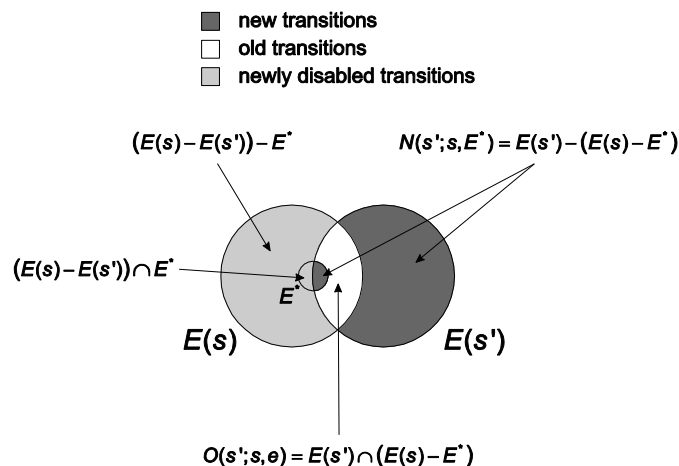 new transitions
old transitions
newly disabled transitions
(E(s)−E(s'))−E*
N(s';s,E*)=E(s')−(E(s)−E*)
(E(s)−E(s'))∩E*
E*
E(s)
E(s')
O(s';s,e)=E(s')∩(E(s)−E*)